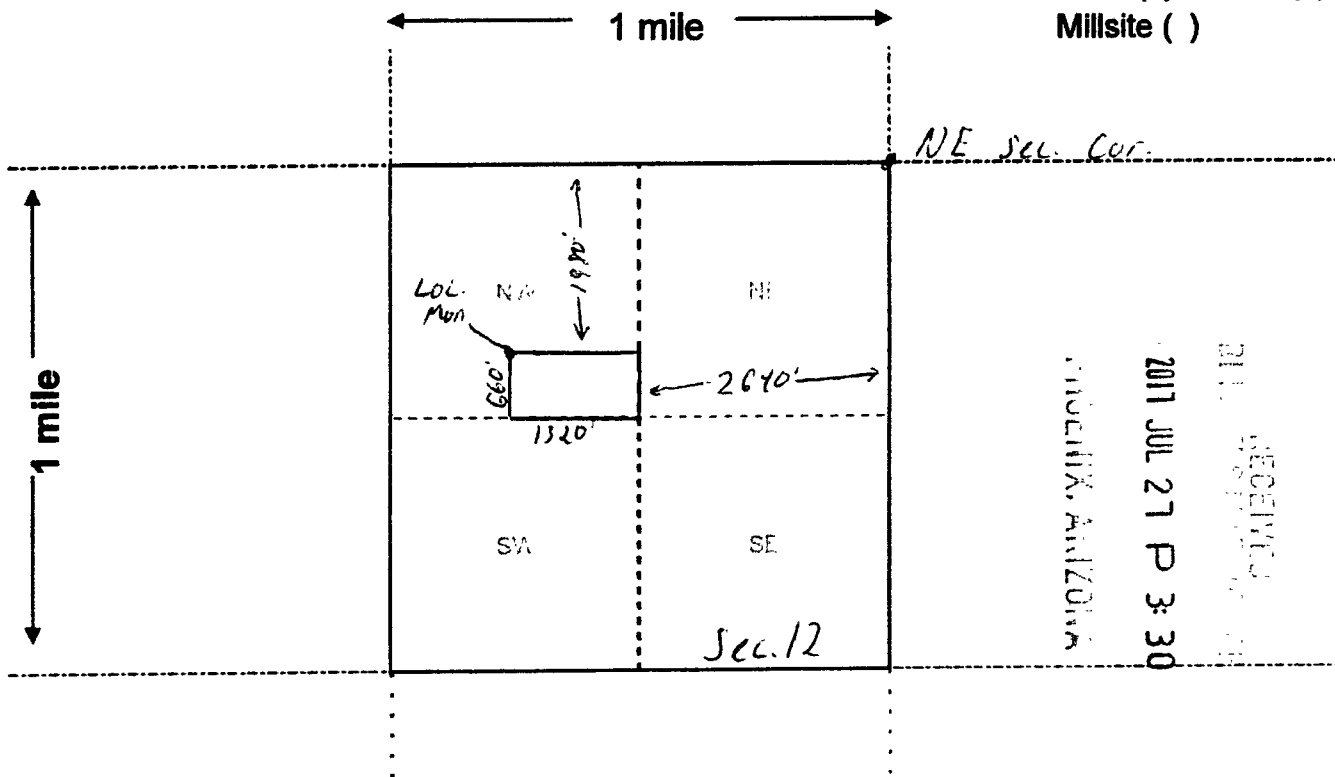 1 mile
Millsite ( )
NE Sec. Cor.
1 mile
1980'
Loc.
Mon
NW
NE
660'
2640'
1320'
SW
SE
Sec. 12
RECEIVED
2017 JUL 27 P 3:30
PHOENIX, ARIZONA